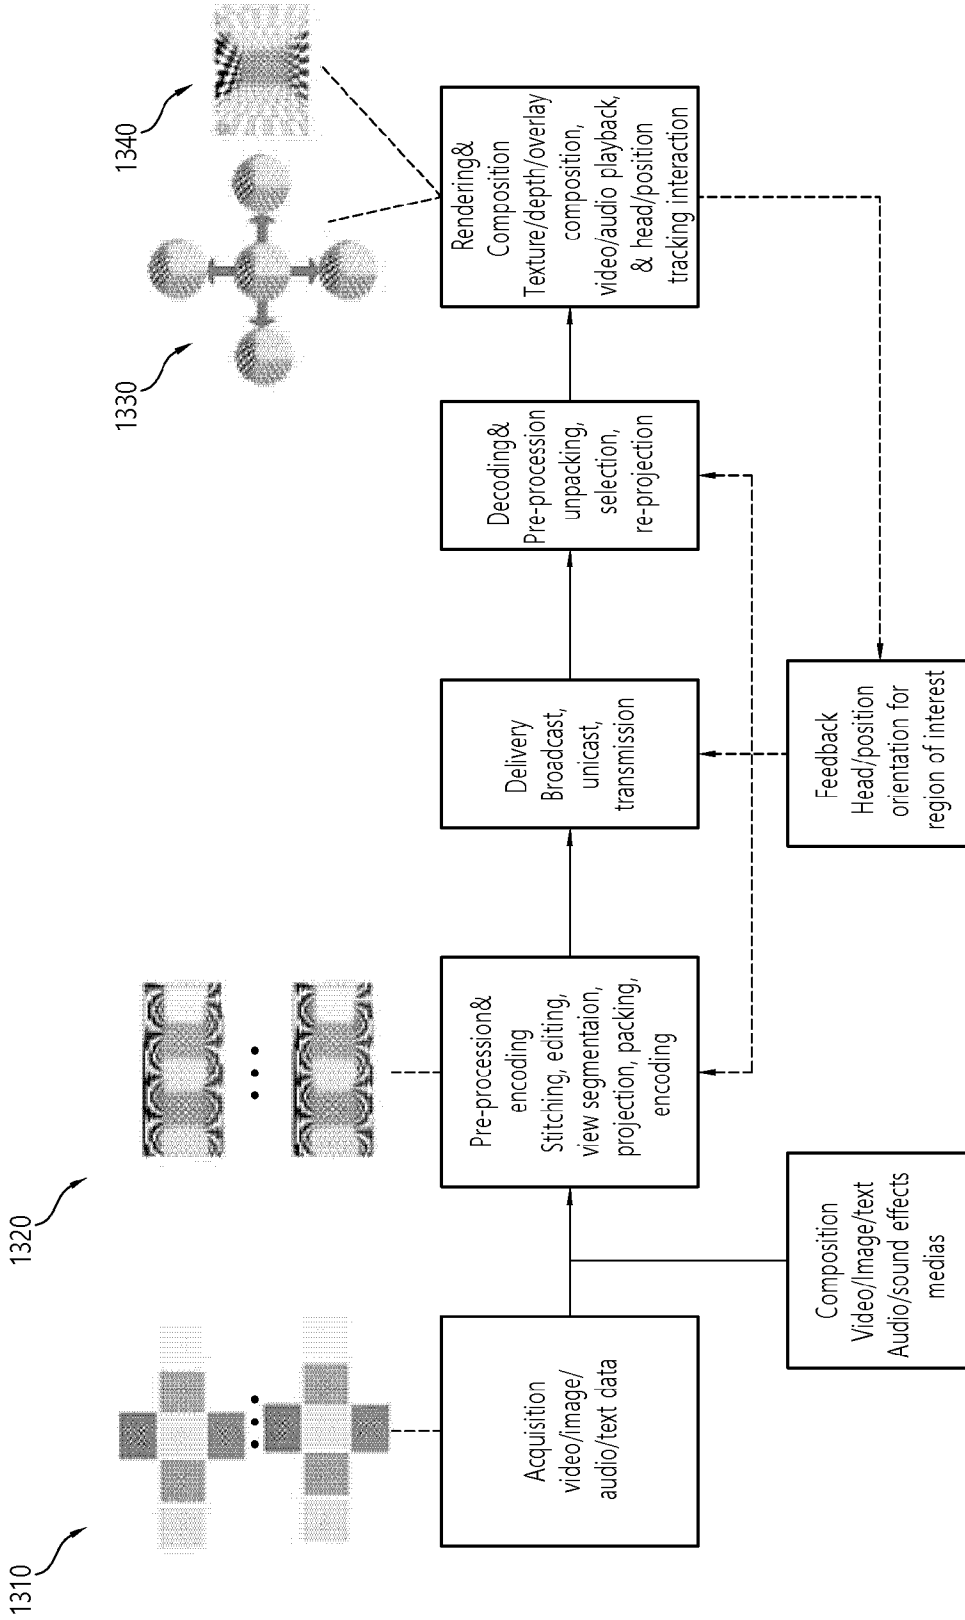 1310
1320
1330
1340
Acquisition
video/image/
audio/text data
Composition
Video/Image/text
Audio/sound effects
medias
Pre-procession&
encoding
Stitching, editing,
view segmentaion,
projection, packing,
encoding
Delivery
Broadcast,
unicast,
transmission
Feedback
Head/position
orientation for
region of interest
Decoding&
Pre-procession
unpacking,
selection,
re-projection
Rendering&
Composition
Texture/depth/overlay
composition,
video/audio playback,
& head/position
tracking interaction